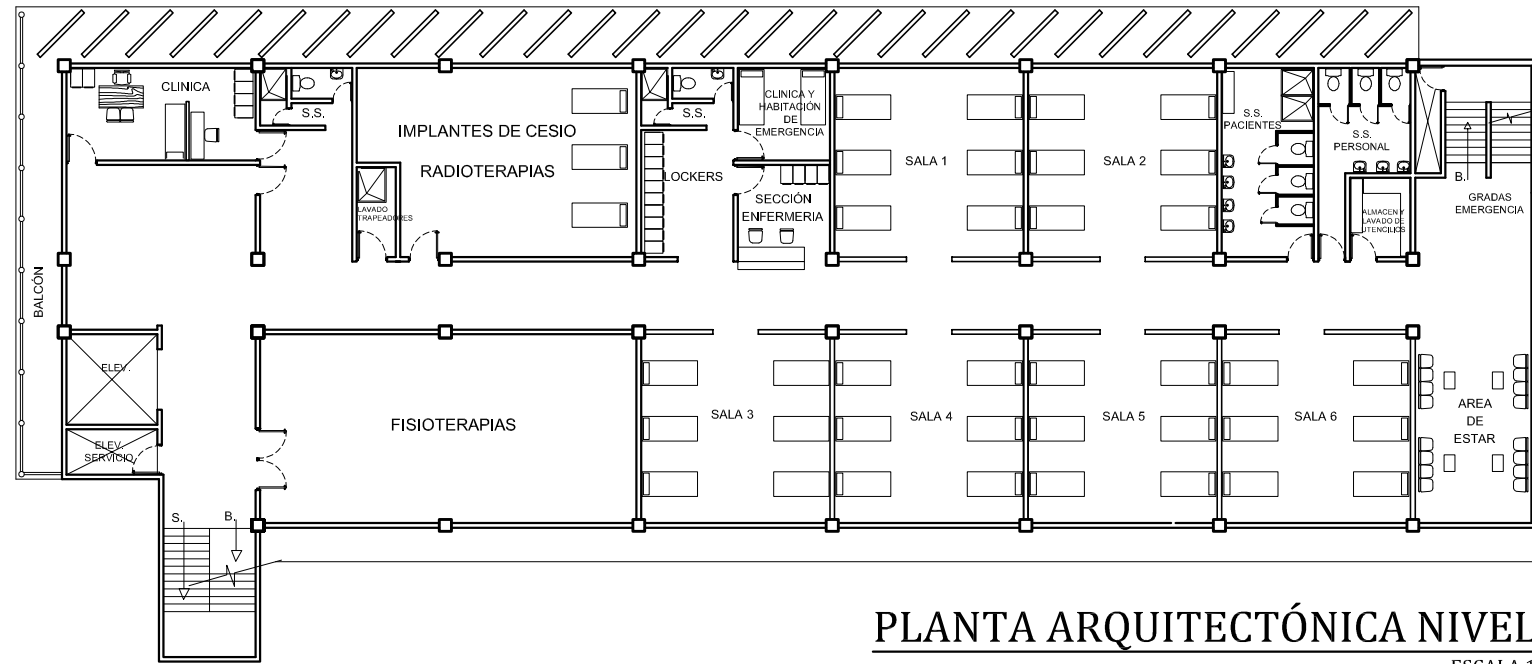 CLINICA
S.S.
IMPLANTES DE CESIO
RADIOTERAPIAS
LAVADO
TRAPEADORES
S.S.
LOCKERS
CLINICA Y
HABITACIÓN
DE
EMERGENCIA
SECCIÓN
ENFERMERIA
SALA 1
SALA 2
S.S.
PACIENTES
S.S.
PERSONAL
ALMACEN Y
LAVADO DE
UTENCILIOS
B.
GRADAS
EMERGENCIA
BALCÓN
ELEV.
ELEV.
SERVICIO
FISIOTERAPIAS
SALA 3
SALA 4
SALA 5
SALA 6
AREA
DE
ESTAR
S.
B.
PLANTA ARQUITECTÓNICA NIVEL
ESCALA 1